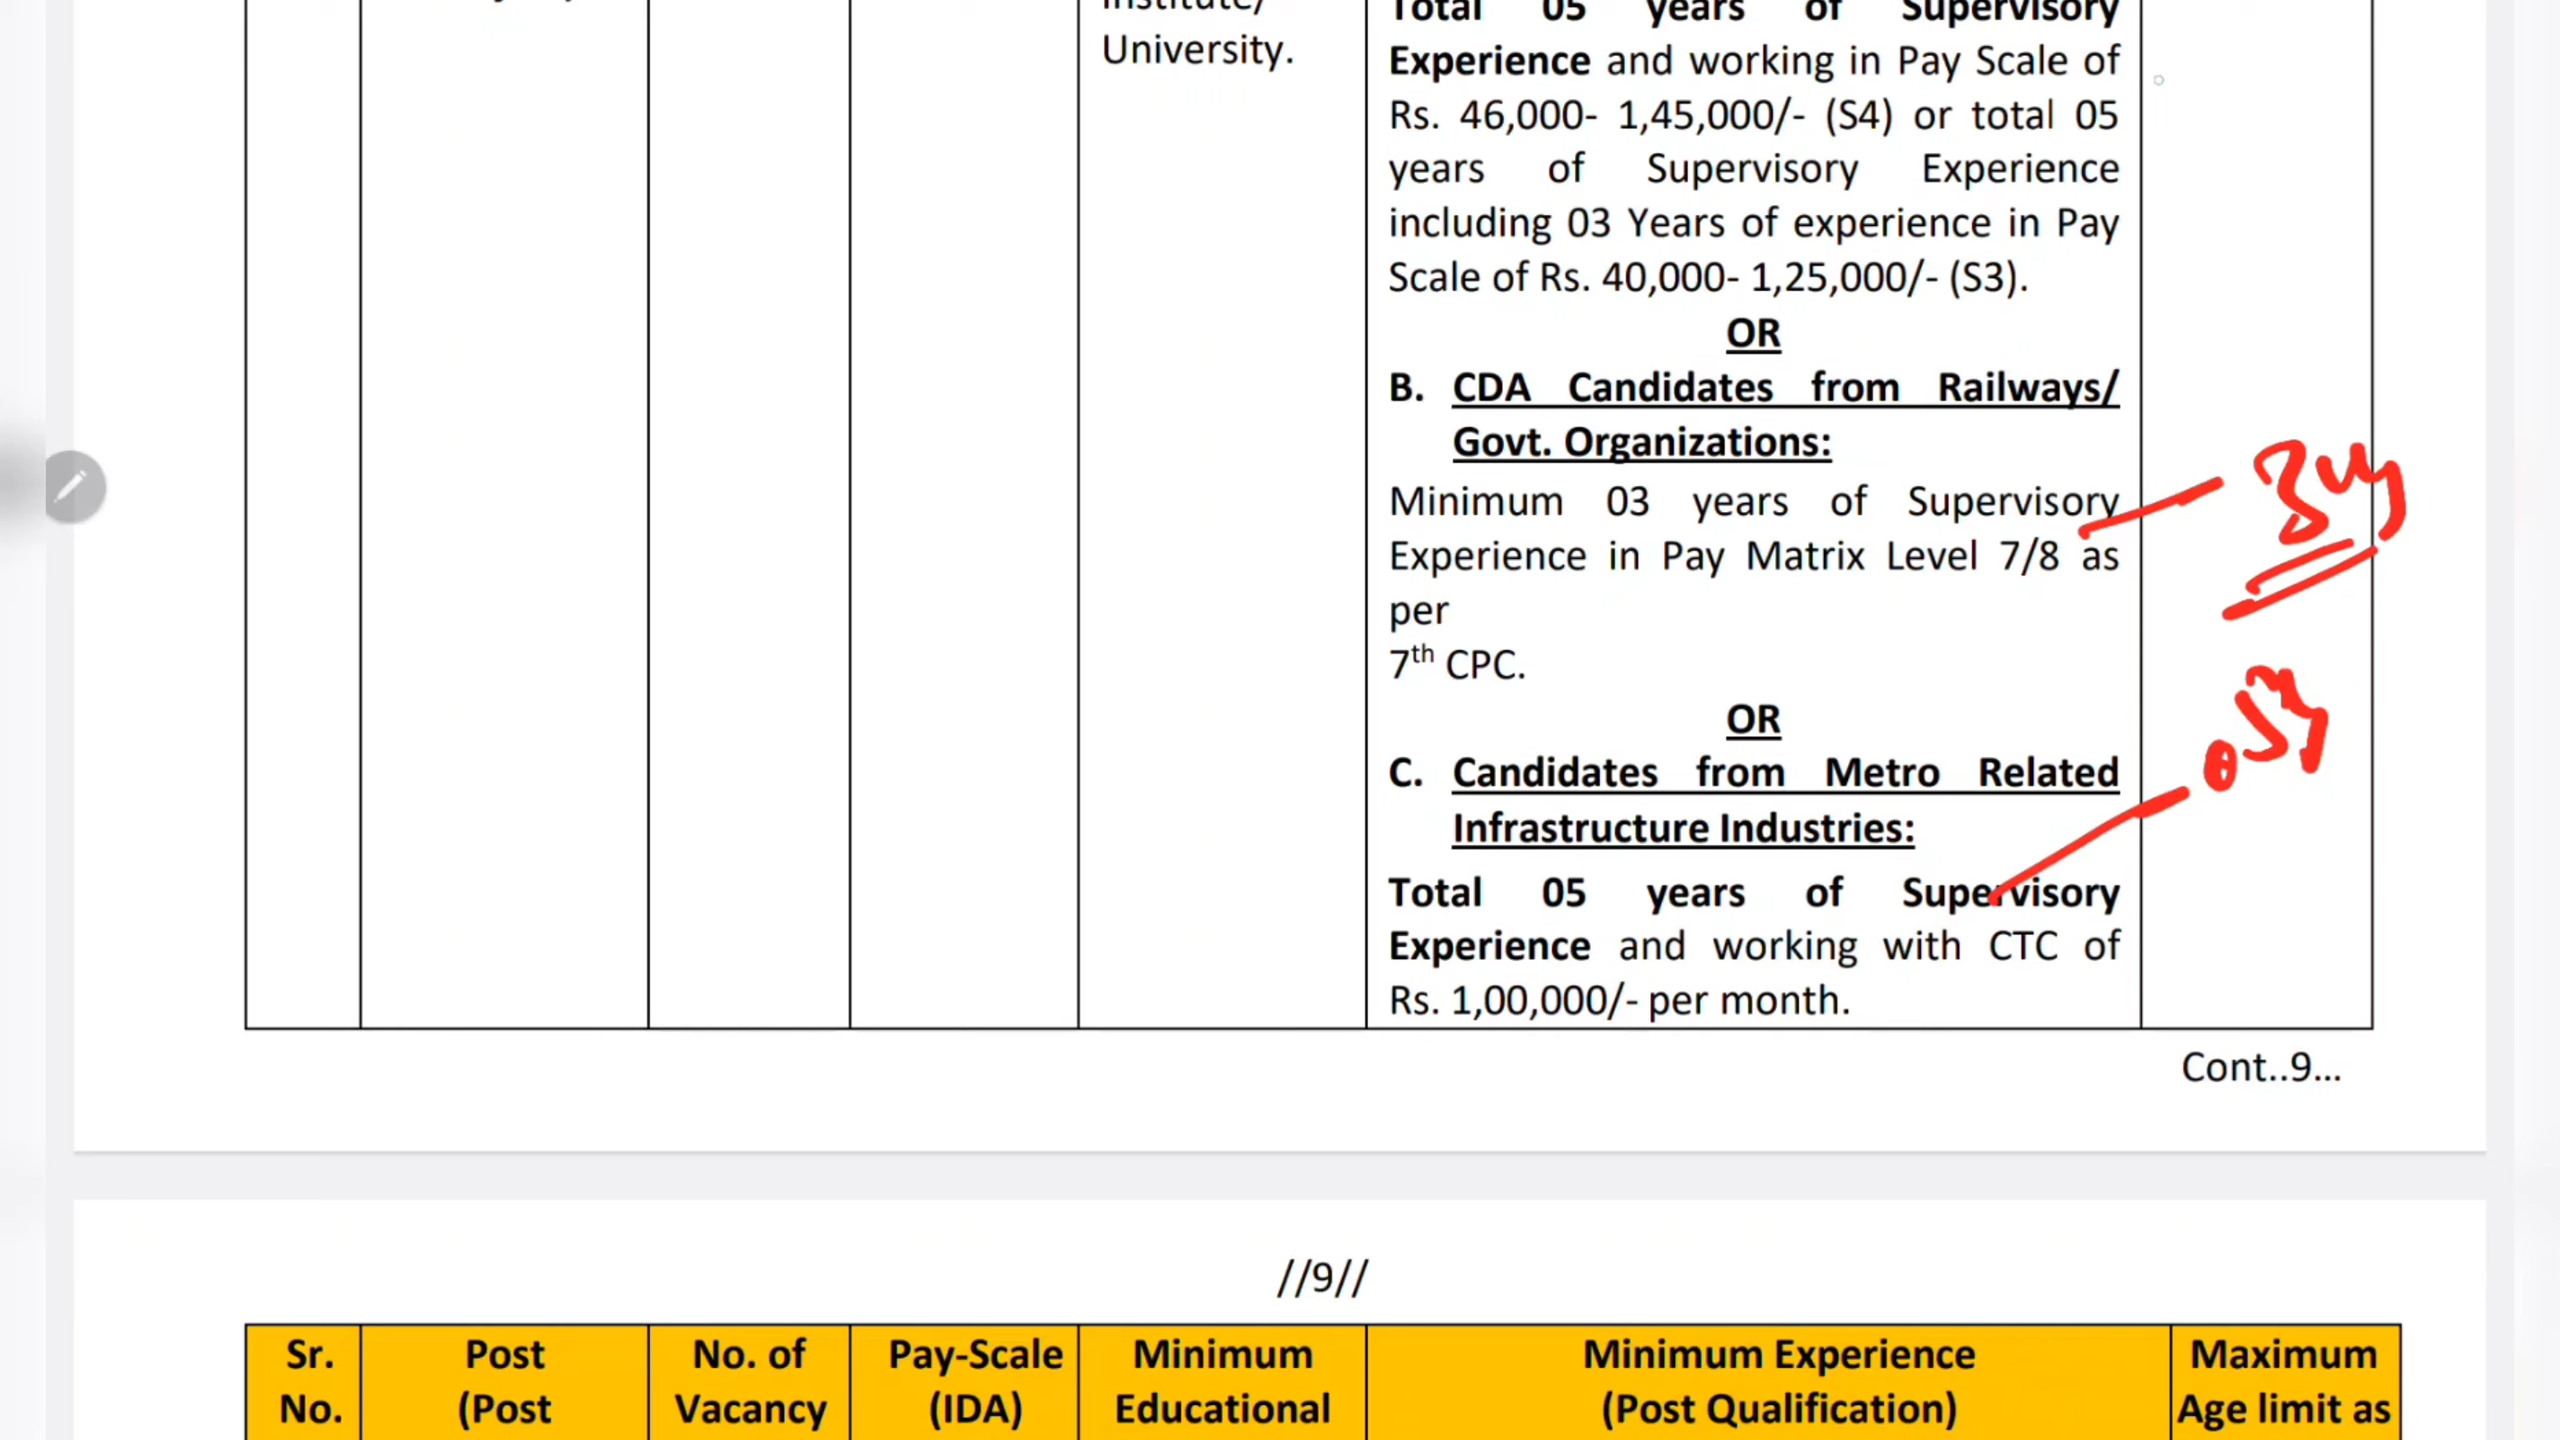 Institute/
University.
Total 05 years of Supervisory
Experience and working in Pay Scale of
Rs. 46,000- 1,45,000/- (S4) or total 05
years of Supervisory Experience
including 03 Years of experience in Pay
Scale of Rs. 40,000- 1,25,000/- (S3).
OR
B. CDA Candidates from Railways/
Govt. Organizations:
Minimum 03 years of Supervisory
Experience in Pay Matrix Level 7/8 as
per
7th CPC.
OR
C. Candidates from Metro Related
Infrastructure Industries:
Total 05 years of Supervisory
Experience and working with CTC of
Rs. 1,00,000/- per month.
Cont..9...
//9//
Sr.
No.
Post
(Post
No. of
Vacancy
Pay-Scale
(IDA)
Minimum
Educational
Minimum Experience
(Post Qualification)
Maximum
Age limit as